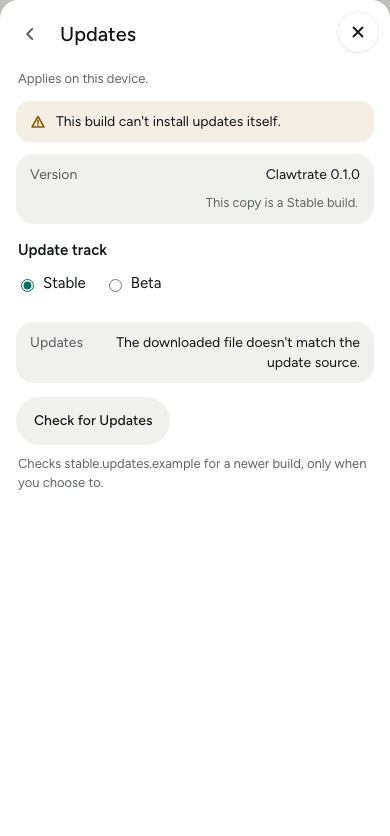 Updates
Applies on this device.
This build can't install updates itself.
Version
Clawtrate 0.1.0
This copy is a Stable build.
Update track
Stable
Beta
Updates
The downloaded file doesn't match the
update source.
Check for Updates
Checks stable.updates.example for a newer build, only when
you choose to.